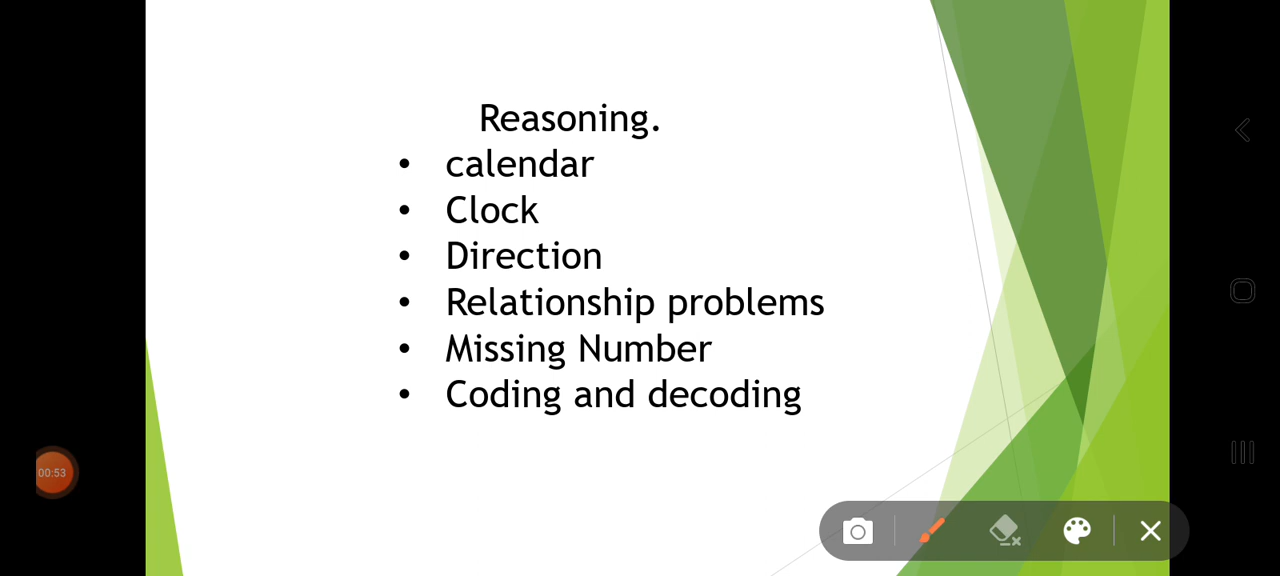 Reasoning.
• calendar
• Clock
• Direction
• Relationship problems
• Missing Number
• Coding and decoding
00:53